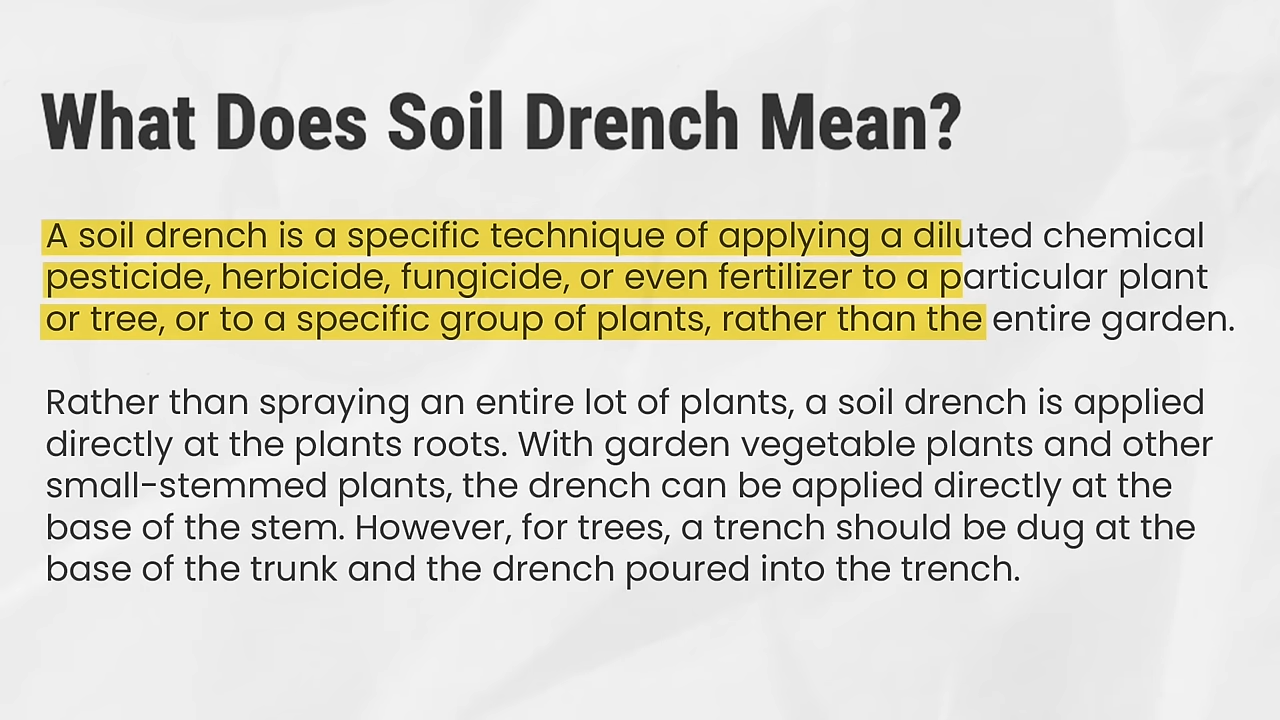 What Does Soil Drench Mean?
A soil drench is a specific technique of applying a diluted chemical
pesticide, herbicide, fungicide, or even fertilizer to a particular plant
or tree, or to a specific group of plants, rather than the entire garden.
Rather than spraying an entire lot of plants, a soil drench is applied
directly at the plants roots. With garden vegetable plants and other
small-stemmed plants, the drench can be applied directly at the
base of the stem. However, for trees, a trench should be dug at the
base of the trunk and the drench poured into the trench.